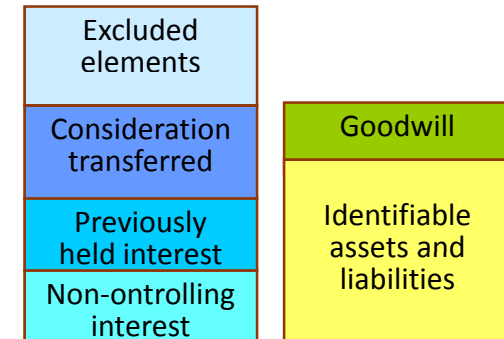 Excluded
elements
Consideration
transferred
Previously
held interest
Non-ontrolling
interest
Goodwill
Identifiable
assets and
liabilities